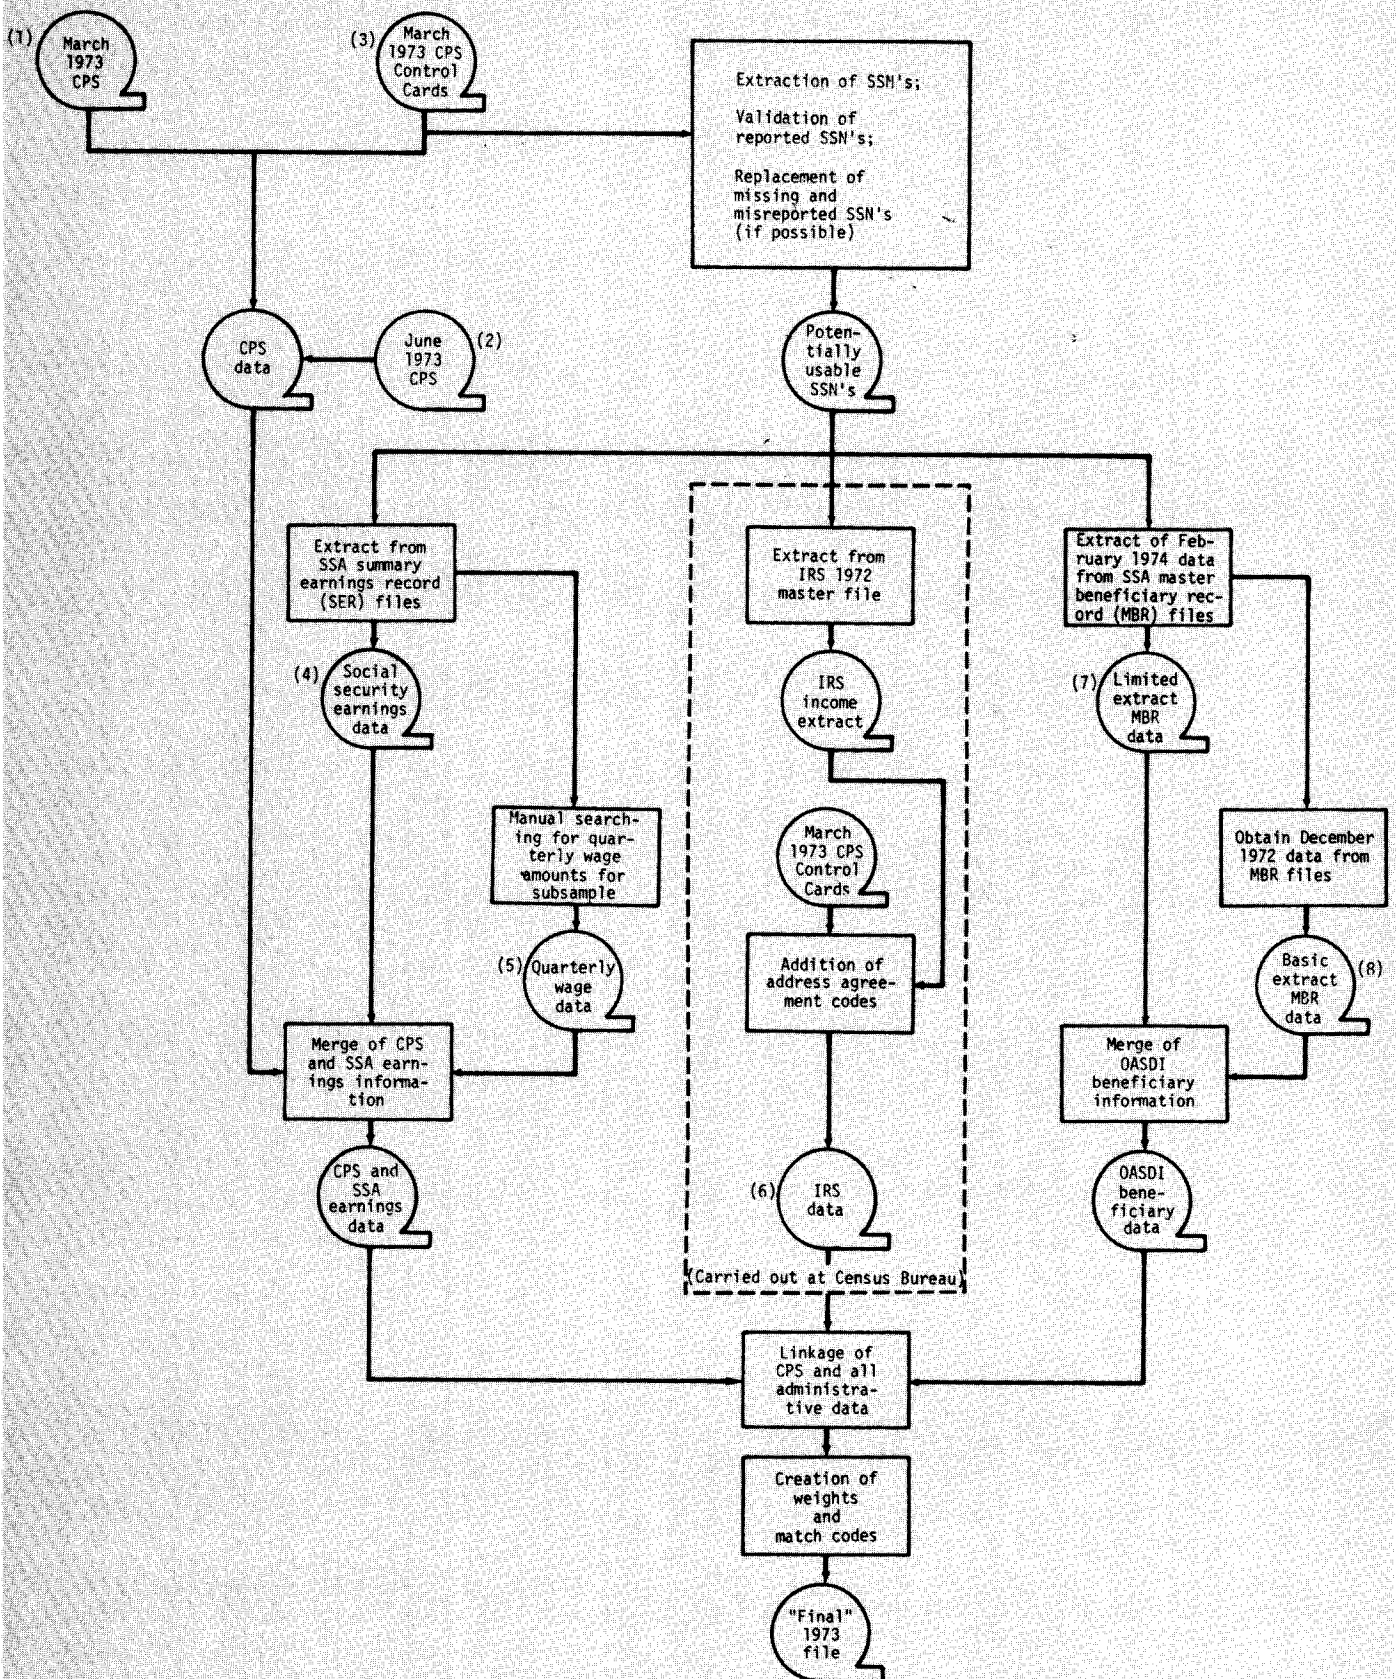 (1)
March
1973
CPS
(3)
March
1973 CPS
Control
Cards
Extraction of SSN's;
Validation of
reported SSN's;
Replacement of
missing and
misreported SSN's
(if possible)
CPS
data
June
1973
CPS
(2)
Poten-
tially
usable
SSN's
Extract from
SSA summary
earnings record
(SER) files
Extract from
IRS 1972
master file
Extract of Feb-
ruary 1974 data
from SSA master
beneficiary rec-
ord (MBR) files
(4)
Social
security
earnings
data
IRS
income
extract
(7)
Limited
extract
MBR
data
Manual search-
ing for quar-
terly wage
amounts for
subsample
March
1973 CPS
Control
Cards
Obtain December
1972 data from
MBR files
(5)
Quarterly
wage
data
Addition of
address agree-
ment codes
Basic
extract
MBR
data
(8)
Merge of CPS
and SSA earn-
ings informa-
tion
Merge of
OASDI
beneficiary
information
CPS and
SSA
earnings
data
(6)
IRS
data
OASDI
bene-
ficiary
data
(Carried out at Census Bureau)
Linkage of
CPS and all
administra-
tive data
Creation of
weights
and
match codes
"Final"
1973
file